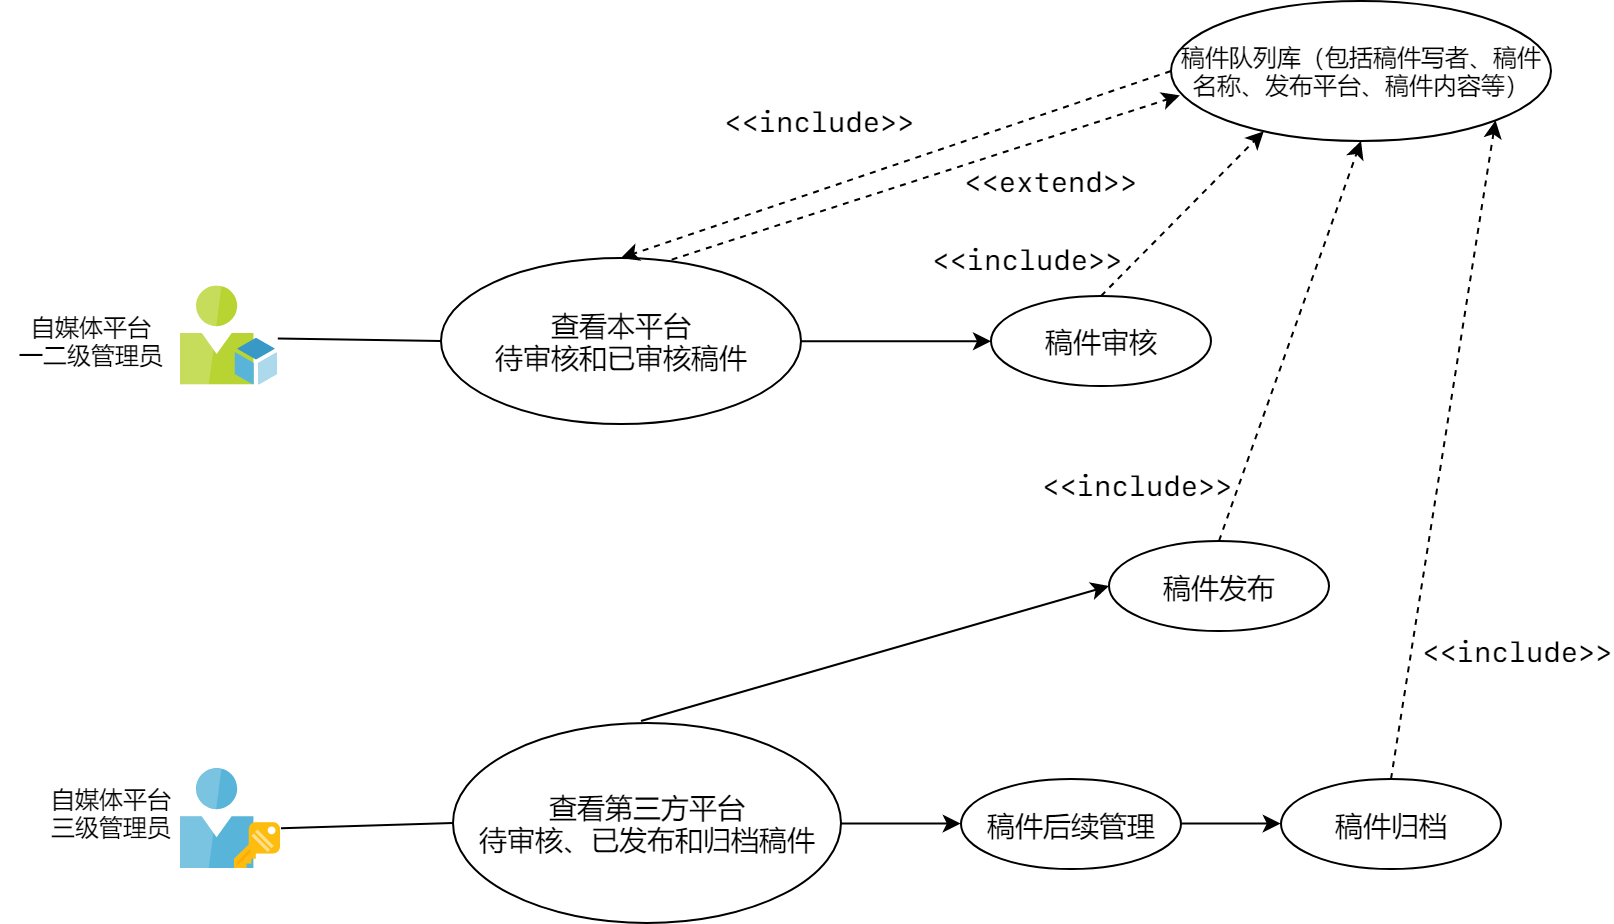 稿件队列库（包括稿件写者、稿件
名称、发布平台、稿件内容等）
<<include>>
<<extend>>
<<include>>
自媒体平台
一二级管理员
查看本平台
待审核和已审核稿件
稿件审核
<<include>>
稿件发布
<<include>>
自媒体平台
三级管理员
查看第三方平台
待审核、已发布和归档稿件
稿件后续管理
稿件归档